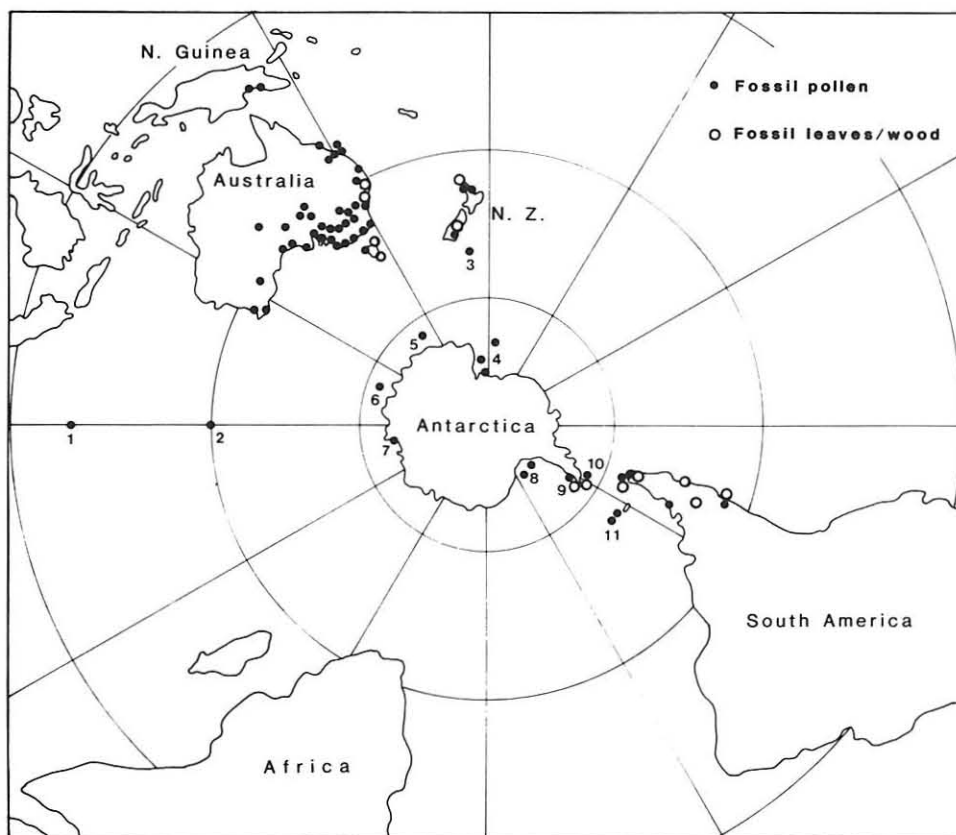 N. Guinea
Fossil pollen
Fossil leaves/wood
Australia
N. Z.
3
5
4
6
Antarctica
1
2
7
8
9
10
11
South America
Africa